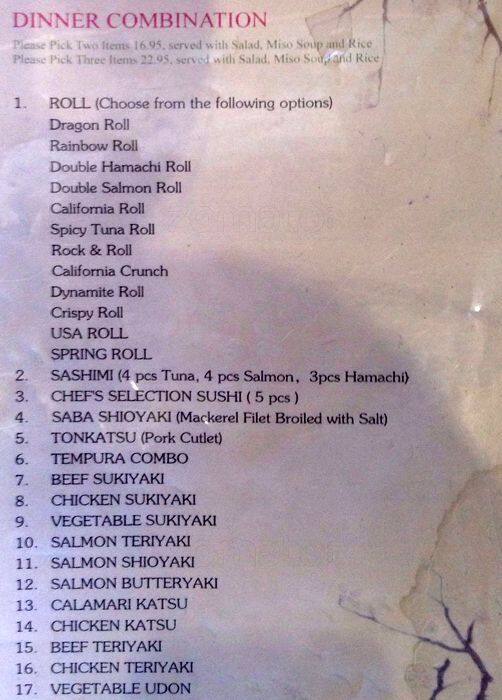 DINNER COMBINATION
Please Pick Two Items 16.95, served with Salad, Miso Soup and Rice
Please Pick Three Items 22.95, served with Salad, Miso Soup and Rice
1. ROLL (Choose from the following options)
Dragon Roll
Rainbow Roll
Double Hamachi Roll
Double Salmon Roll
California Roll
Spicy Tuna Roll
Rock & Roll
California Crunch
Dynamite Roll
Crispy Roll
USA ROLL
SPRING ROLL
2. SASHIMI (4 pcs Tuna, 4 pcs Salmon, 3pcs Hamachi)
3. CHEF'S SELECTION SUSHI ( 5 pcs )
4. SABA SHIOYAKI (Mackerel Filet Broiled with Salt)
5. TONKATSU (Pork Cutlet)
6. TEMPURA COMBO
7. BEEF SUKIYAKI
8. CHICKEN SUKIYAKI
9. VEGETABLE SUKIYAKI
10. SALMON TERIYAKI
11. SALMON SHIOYAKI
12. SALMON BUTTERYAKI
13. CALAMARI KATSU
14. CHICKEN KATSU
15. BEEF TERIYAKI
16. CHICKEN TERIYAKI
17. VEGETABLE UDON